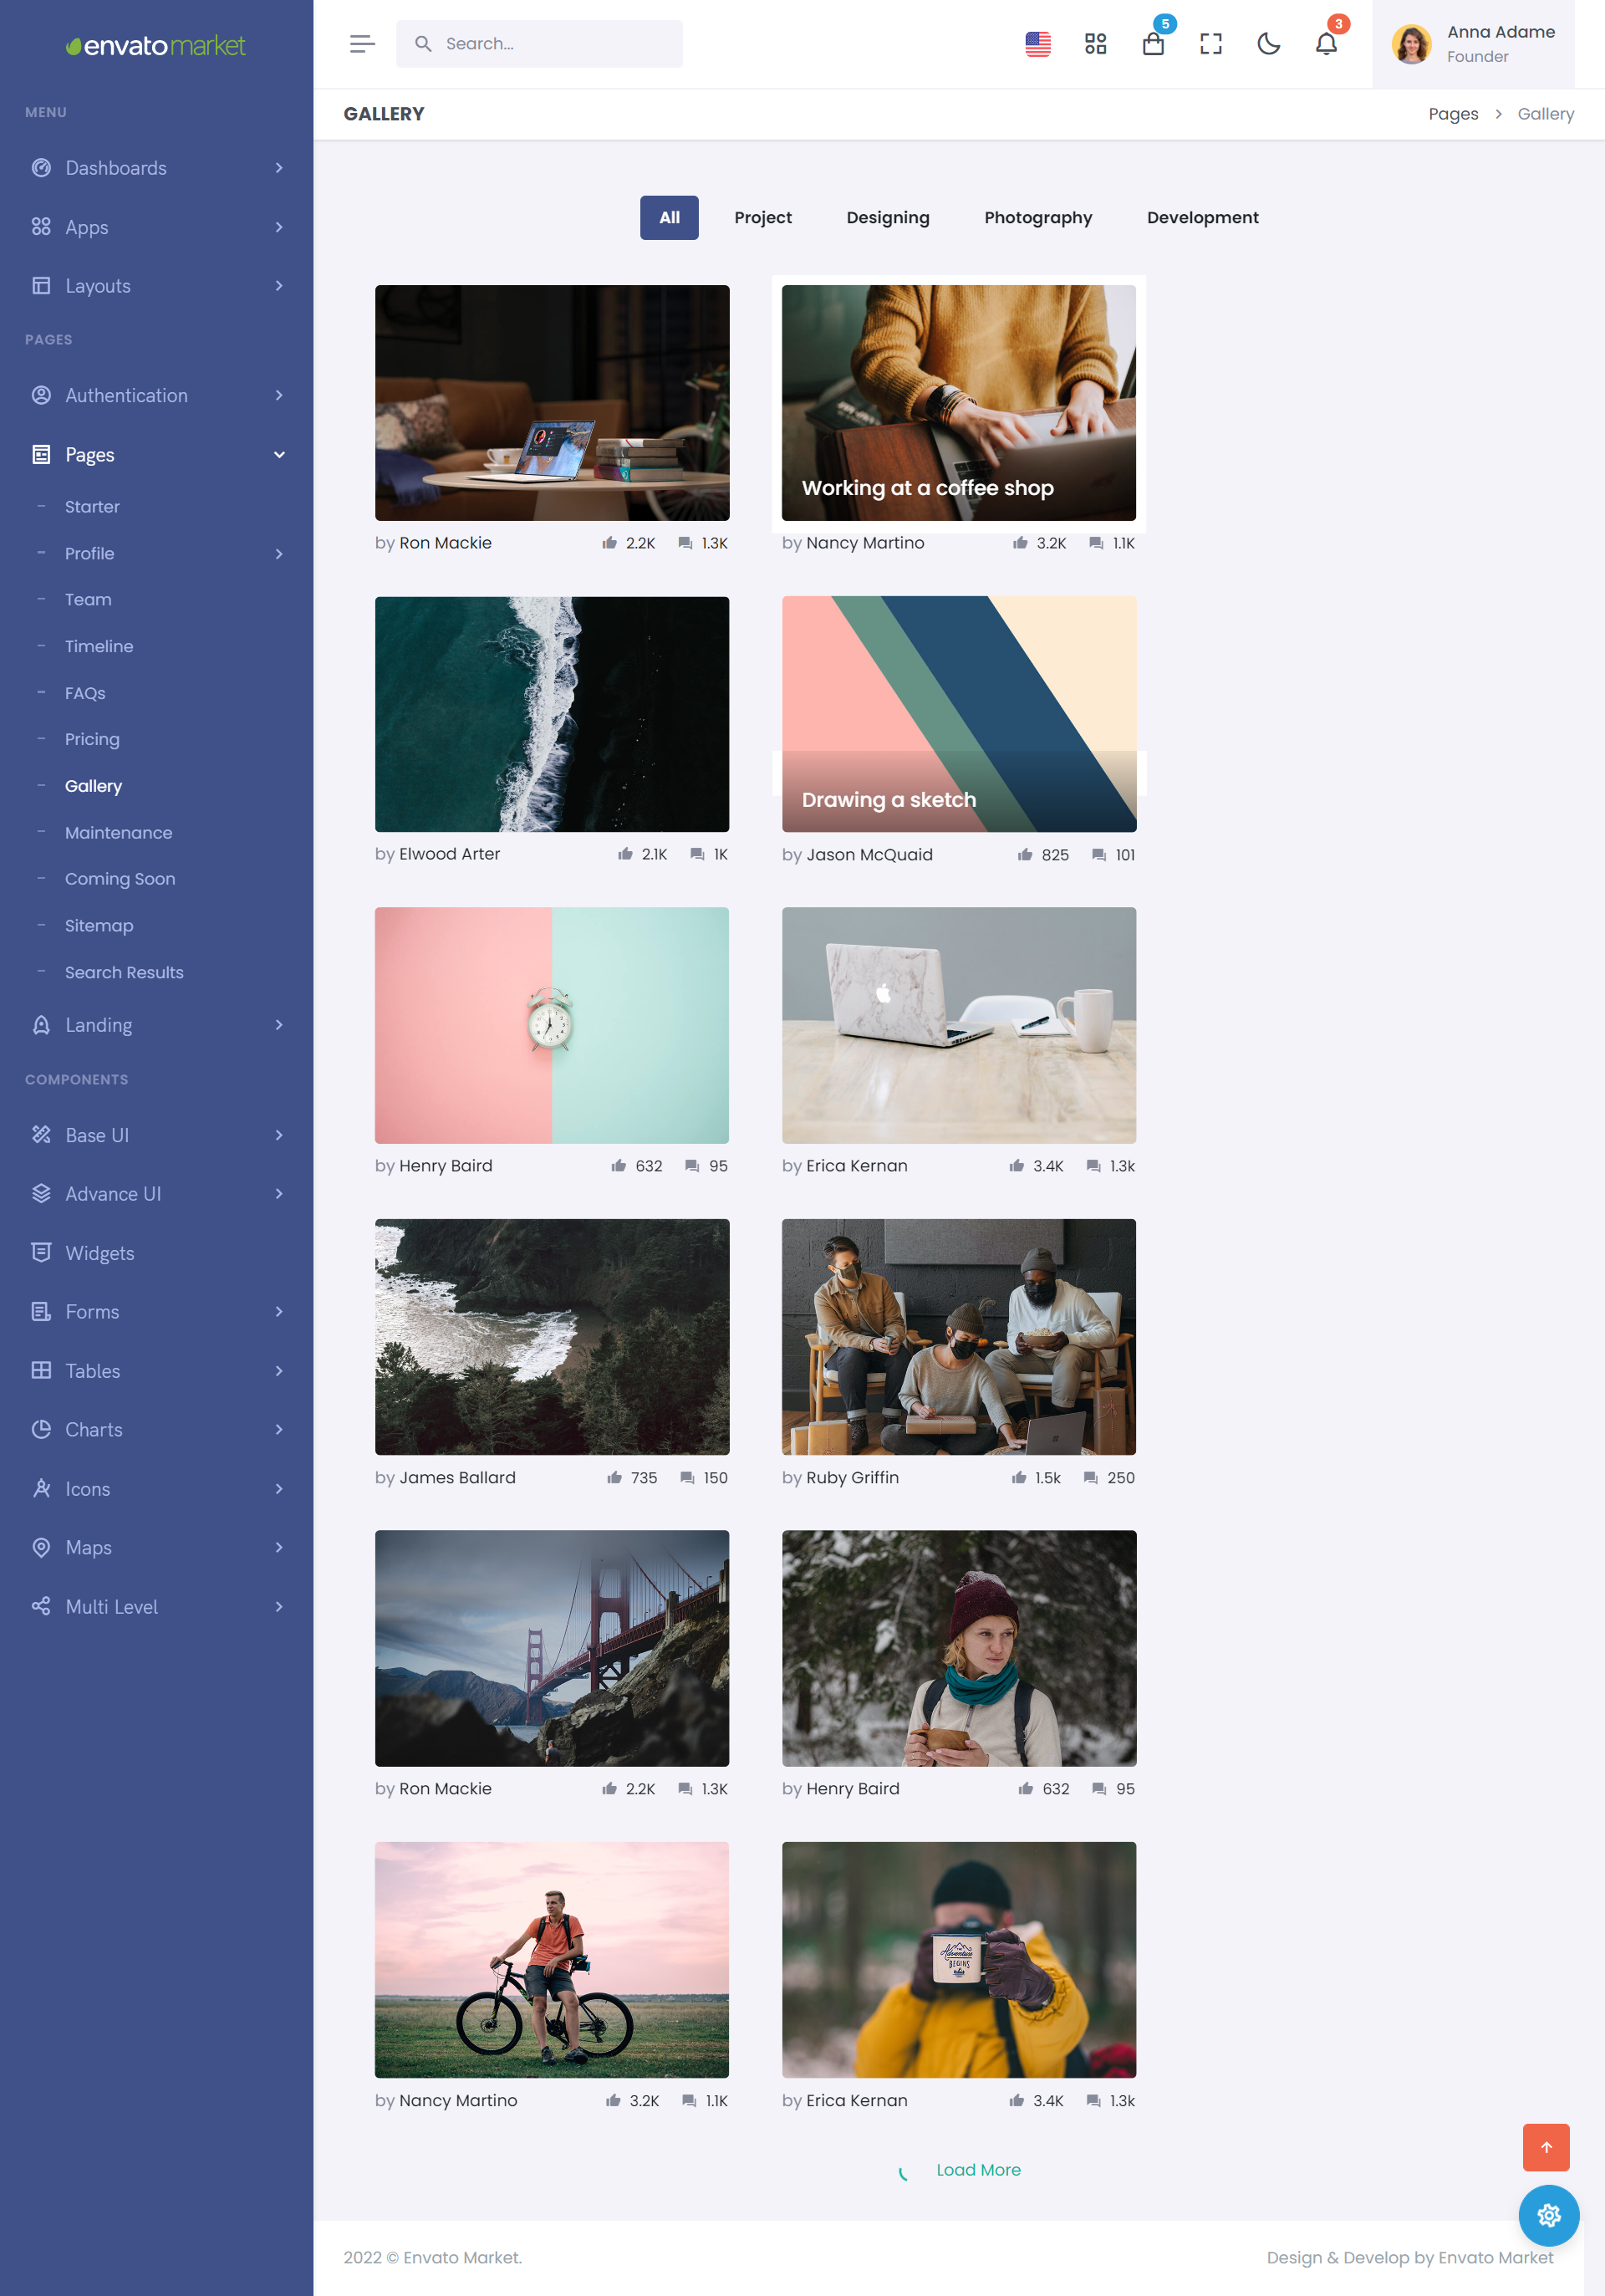 envato market
Search...
5
3
Anna Adame
Founder
GALLERY
Pages > Gallery
MENU
Dashboards
Apps
Layouts
PAGES
Authentication
Pages
Starter
Profile
Team
Timeline
FAQs
Pricing
Gallery
Maintenance
Coming Soon
Sitemap
Search Results
Landing
COMPONENTS
Base UI
Advance UI
Widgets
Forms
Tables
Charts
Icons
Maps
Multi Level
All Project Designing Photography Development
Working at a coffee shop
by Ron Mackie 2.2K 1.3K
by Nancy Martino 3.2K 1.1K
Drawing a sketch
by Elwood Arter 2.1K 1K
by Jason McQuaid 825 101
by Henry Baird 632 95
by Erica Kernan 3.4K 1.3k
by James Ballard 735 150
by Ruby Griffin 1.5k 250
by Ron Mackie 2.2K 1.3K
by Henry Baird 632 95
Adventure
BEGINS
by Nancy Martino 3.2K 1.1K
by Erica Kernan 3.4K 1.3k
Load More
2022 © Envato Market.
Design & Develop by Envato Market